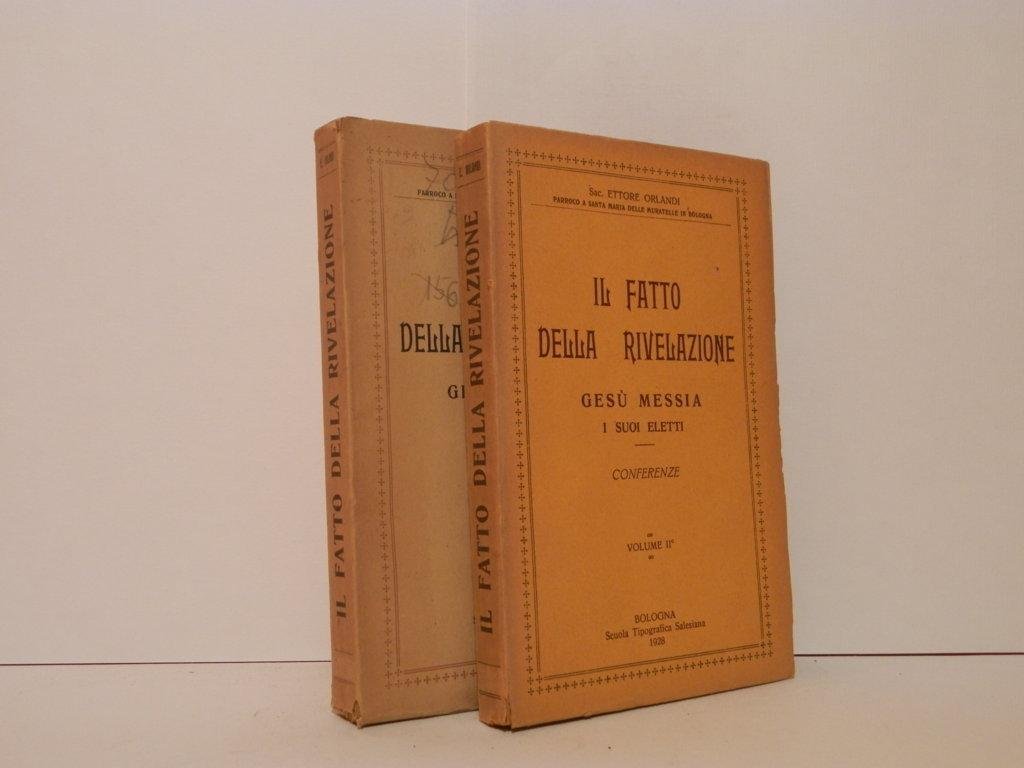 IL FATTO DELLA RIVELAZIONE
PARROCO A
156
DELLA
E. ORLANDI
IL FATTO DELLA RIVELAZIONE
Sac. ETTORE ORLANDI
PARROCO A SANTA MARIA DELLE MURATELLE IN BOLOGNA
IL FATTO
DELLA RIVELAZIONE
GESÙ MESSIA
I SUOI ELETTI
CONFERENZE
VOLUME II°
BOLOGNA
Scuola Tipografica Salesiana
1928